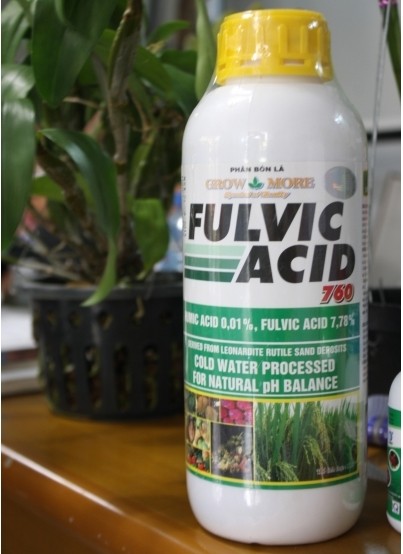 PHÂN BÓN LÁ
GROW MORE
FULVIC
ACID
760
MIC ACID 0,01%, FULVIC ACID 7,78%
DERIVED FROM LEONARDITE RUTILE SAND DEPOSITS
COLD WATER PROCESSED
FOR NATURAL pH BALANCE